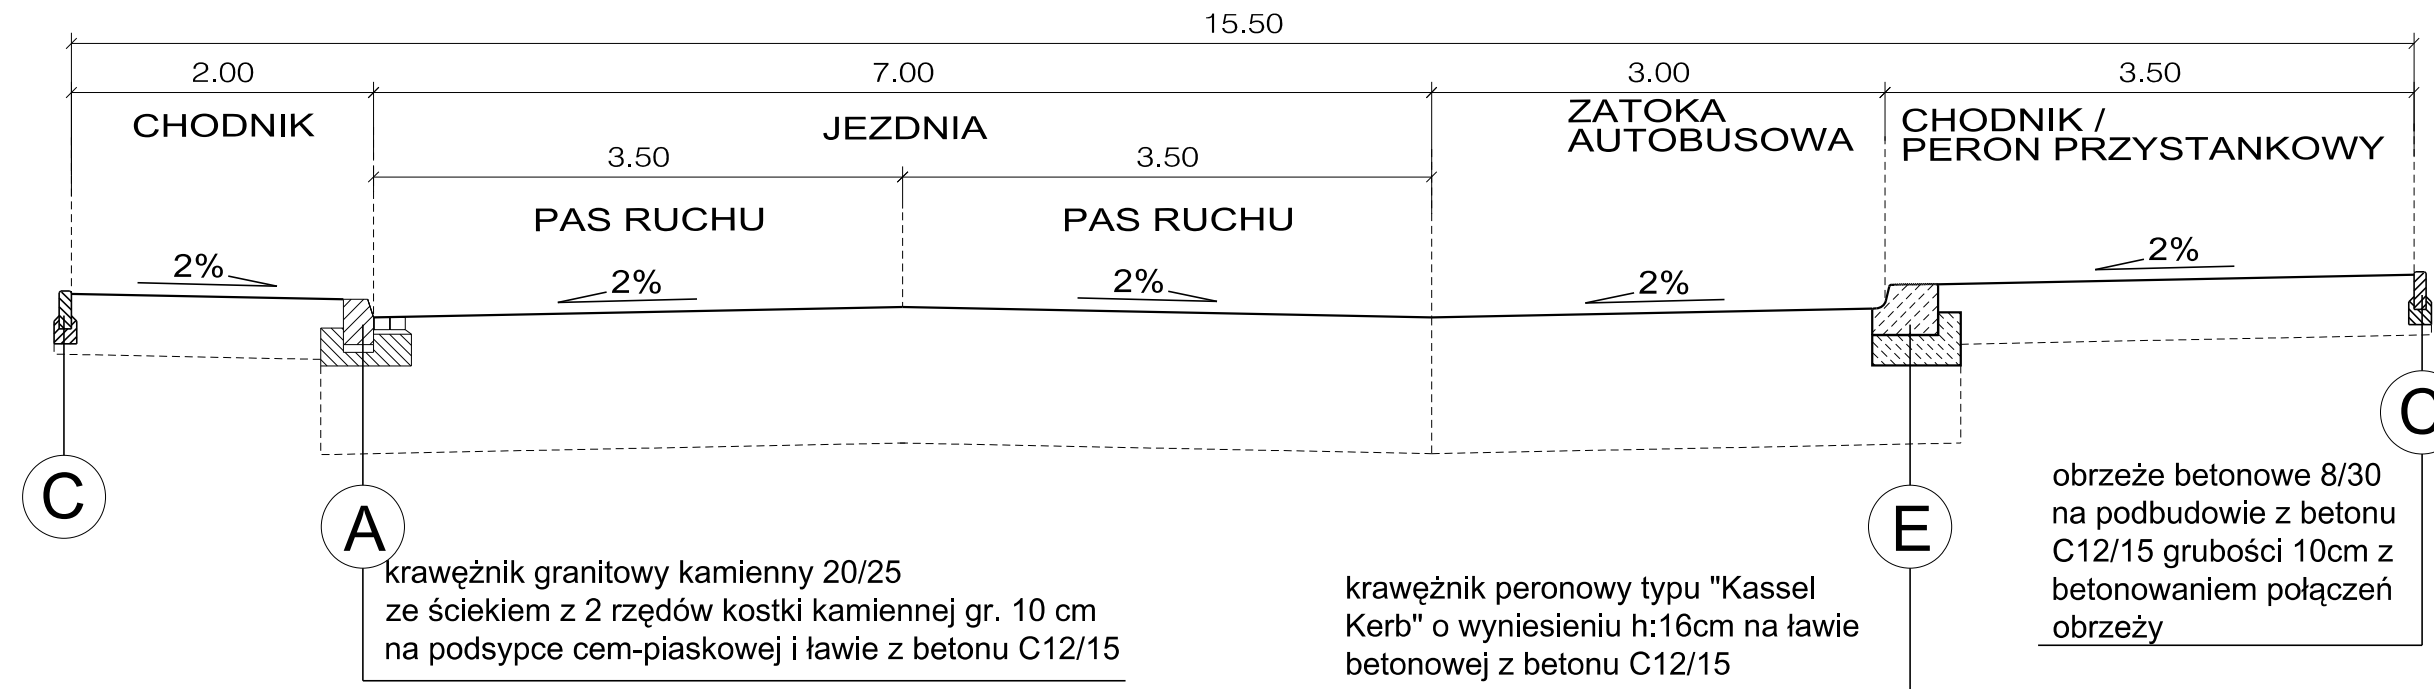 15.50
2.00 7.00 3.00 3.50
CHODNIK
JEZDNIA
ZATOKA
AUTOBUSOWA
CHODNIK /
PERON PRZYSTANKOWY
3.50 3.50
PAS RUCHU PAS RUCHU
2% 2% 2% 2% 2%
C
A
E
C
krawężnik granitowy kamienny 20/25
ze ściekiem z 2 rzędów kostki kamiennej gr. 10 cm
na podsypce cem-piaskowej i ławie z betonu C12/15
krawężnik peronowy typu "Kassel
Kerb" o wyniesieniu h:16cm na ławie
betonowej z betonu C12/15
obrzeże betonowe 8/30
na podbudowie z betonu
C12/15 grubości 10cm z
betonowaniem połączeń
obrzeży